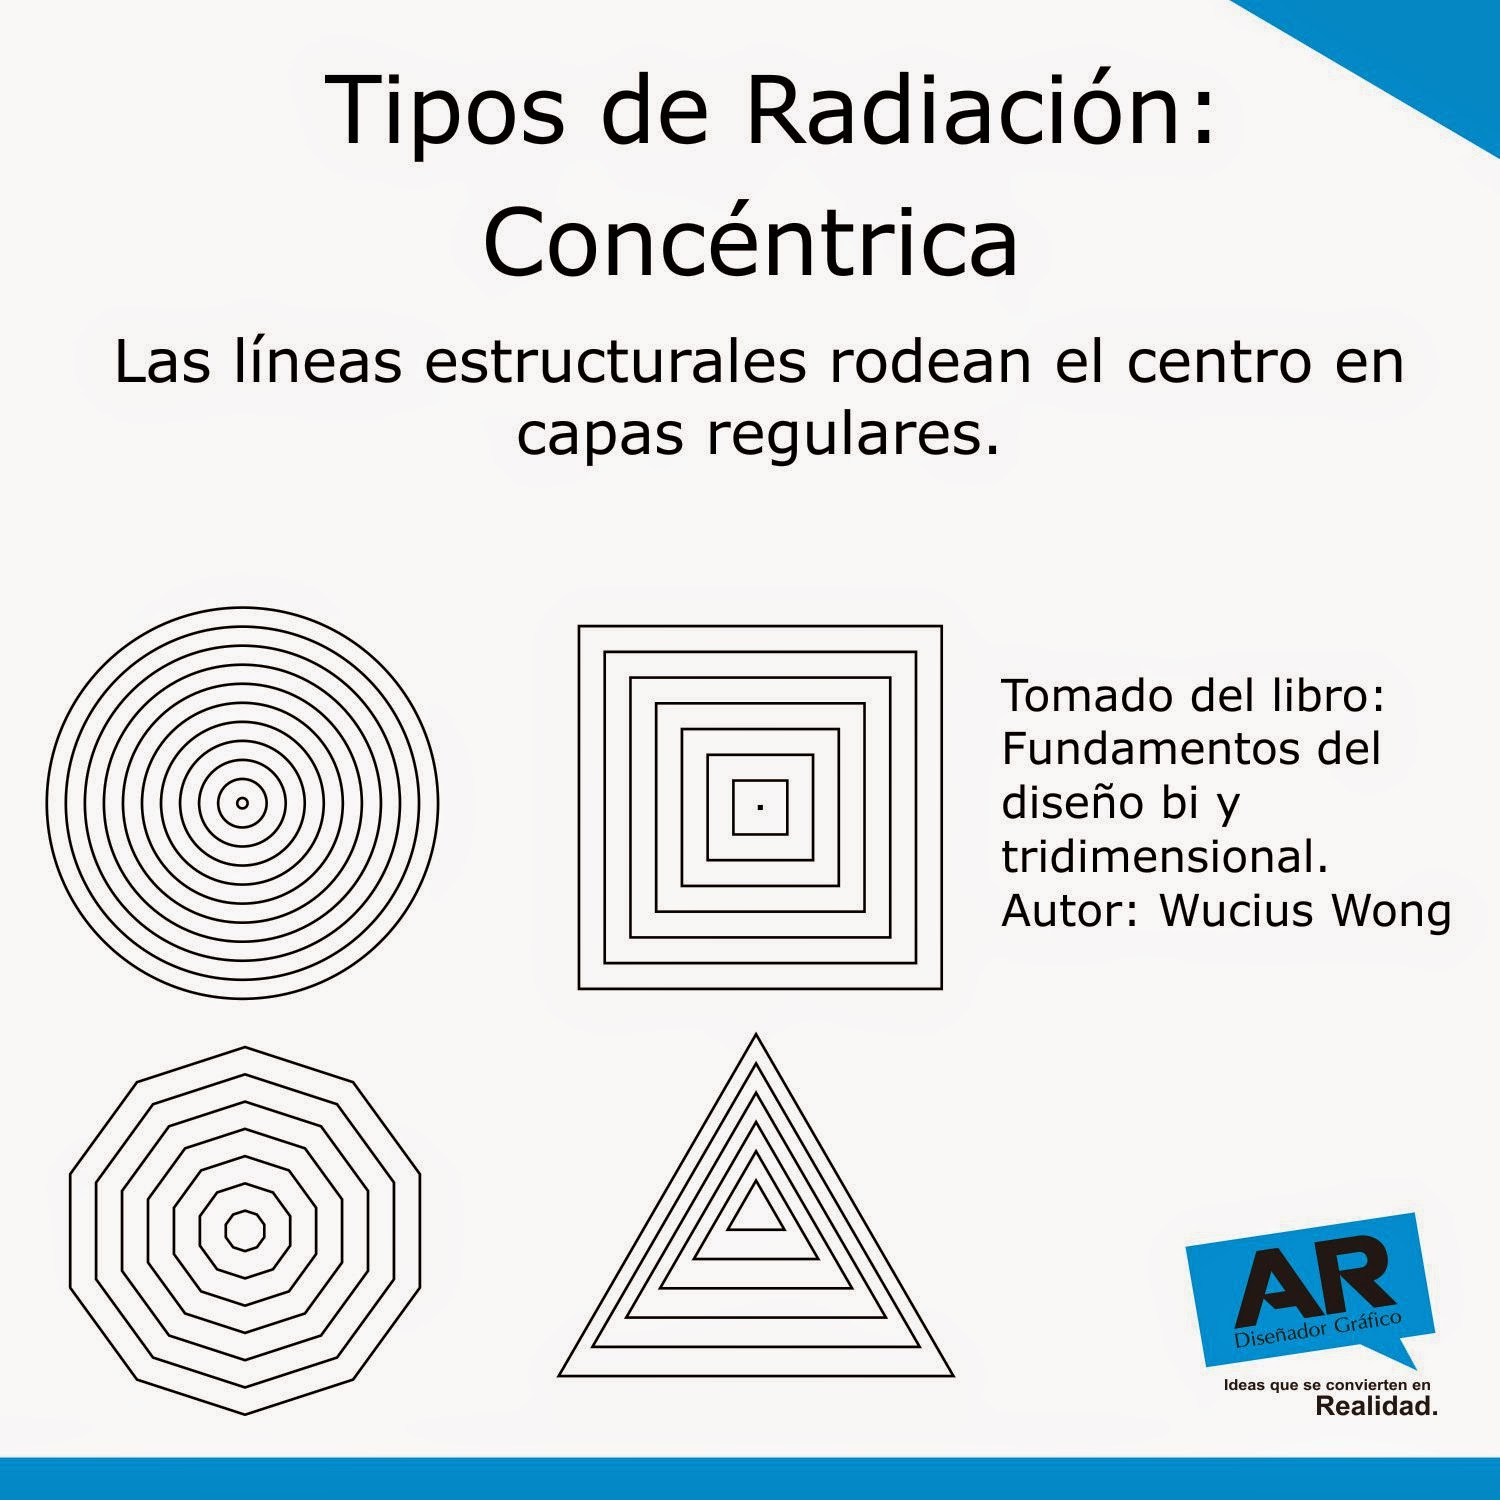 Tipos de Radiación:
Concéntrica
Las líneas estructurales rodean el centro en
capas regulares.
Tomado del libro:
Fundamentos del
diseño bi y
tridimensional.
Autor: Wucius Wong
AR
Diseñador Gráfico
Ideas que se convierten en
Realidad.